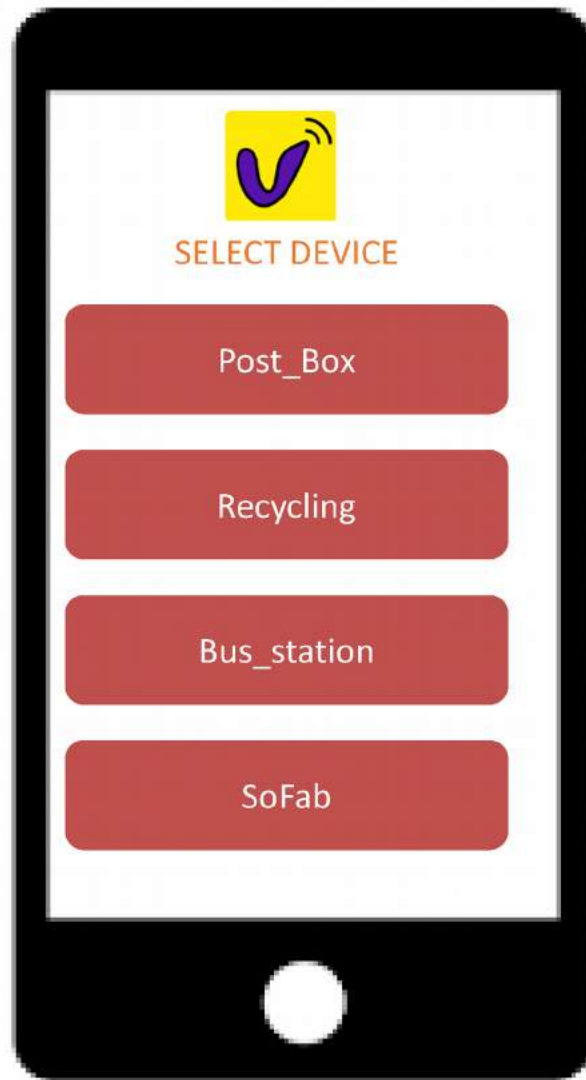 SELECT DEVICE
Post_Box
Recycling
Bus_station
SoFab